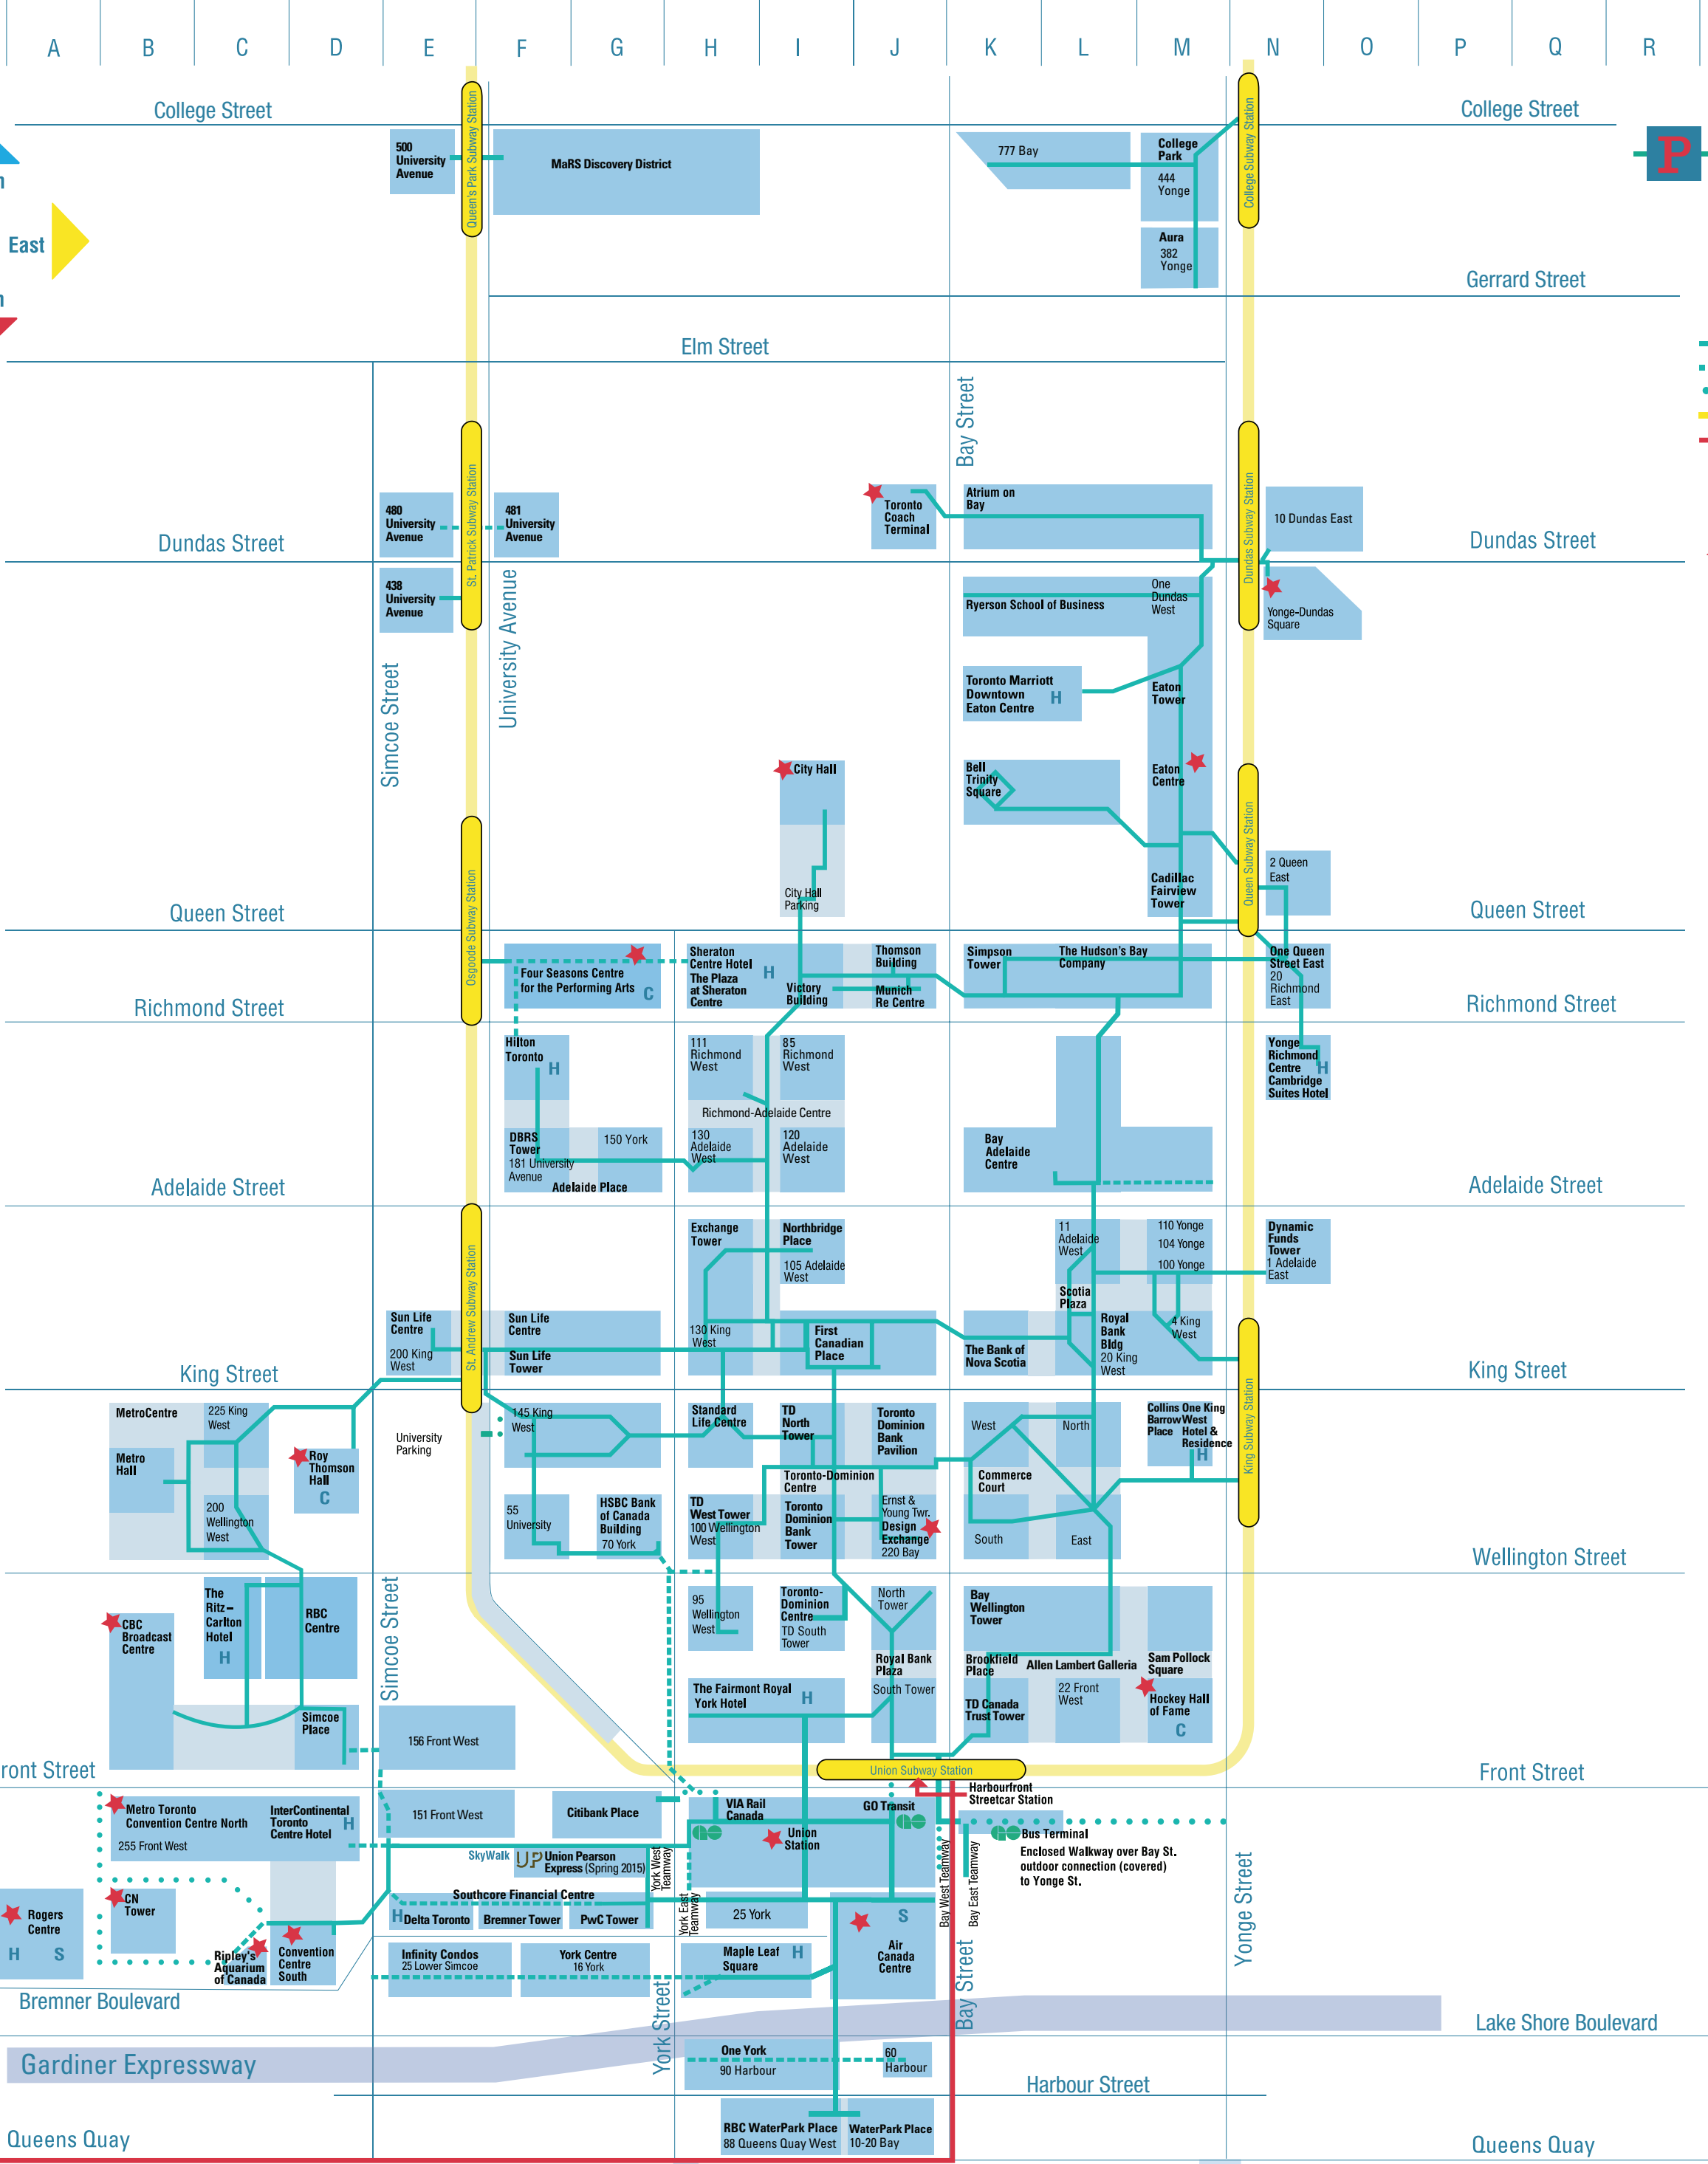 A B C D E F G H I J K L M N O P Q R
College Street
College Street
Queen's Park Subway Station
College Subway Station
500
University
Avenue
MaRS Discovery District
777 Bay
College
Park
444
Yonge
P
East
Aura
382
Yonge
Gerrard Street
Elm Street
Bay Street
St. Patrick Subway Station
Dundas Subway Station
480
University
Avenue
481
University
Avenue
Toronto
Coach
Terminal
Atrium on
Bay
10 Dundas East
Dundas Street
Dundas Street
438
University
Avenue
University Avenue
Simcoe Street
One
Dundas
West
Ryerson School of Business
Yonge-Dundas
Square
Toronto Marriott
Downtown
Eaton Centre
H
Eaton
Tower
City Hall
Bell
Trinity
Square
Eaton
Centre
Osgoode Subway Station
Queen Subway Station
City Hall
Parking
Cadillac
Fairview
Tower
2 Queen
East
Queen Street
Queen Street
Four Seasons Centre
for the Performing Arts
C
Sheraton
Centre Hotel
The Plaza
at Sheraton
Centre
H
Victory
Building
Thomson
Building
Munich
Re Centre
Simpson
Tower
The Hudson's Bay
Company
One Queen
Street East
20
Richmond
East
Richmond Street
Richmond Street
Hilton
Toronto
H
111
Richmond
West
85
Richmond
West
Yonge
Richmond
Centre
Cambridge
Suites Hotel
H
Richmond-Adelaide Centre
DBRS
Tower
181 University
Avenue
150 York
Adelaide Place
130
Adelaide
West
120
Adelaide
West
Bay
Adelaide
Centre
Adelaide Street
Adelaide Street
St. Andrew Subway Station
King Subway Station
Exchange
Tower
Northbridge
Place
105 Adelaide
West
11
Adelaide
West
110 Yonge
104 Yonge
100 Yonge
Dynamic
Funds
Tower
1 Adelaide
East
Scotia
Plaza
Sun Life
Centre
200 King
West
Sun Life
Centre
Sun Life
Tower
130 King
West
First
Canadian
Place
The Bank of
Nova Scotia
Royal
Bank
Bldg
20 King
West
4 King
West
King Street
King Street
MetroCentre
225 King
West
Metro
Hall
Roy
Thomson
Hall
C
200
Wellington
West
University
Parking
145 King
West
Standard
Life Centre
TD
North
Tower
Toronto
Dominion
Bank
Pavilion
West
North
Collins
Barrow
Place
One King
West
Hotel &
Residence
H
Toronto-Dominion
Centre
Commerce
Court
55
University
HSBC Bank
of Canada
Building
70 York
TD
West Tower
100 Wellington
West
Toronto
Dominion
Bank
Tower
Ernst &
Young Twr.
Design
Exchange
220 Bay
South
East
Wellington Street
CBC
Broadcast
Centre
The
Ritz–
Carlton
Hotel
H
RBC
Centre
Simcoe Street
95
Wellington
West
Toronto-
Dominion
Centre
TD South
Tower
North
Tower
Bay
Wellington
Tower
Royal Bank
Plaza
South Tower
Brookfield
Place
Allen Lambert Galleria
Sam Pollock
Square
Simcoe
Place
156 Front West
The Fairmont Royal
York Hotel
H
TD Canada
Trust Tower
22 Front
West
Hockey Hall
of Fame
C
ront Street
Union Subway Station
Front Street
Harbourfront
Streetcar Station
Metro Toronto
Convention Centre North
255 Front West
InterContinental
Toronto
Centre Hotel
H
151 Front West
Citibank Place
VIA Rail
Canada
GO Transit
Union
Station
Bus Terminal
Enclosed Walkway over Bay St.
outdoor connection (covered)
to Yonge St.
SkyWalk
UP Union Pearson
Express (Spring 2015)
York West
Teamway
York East
Teamway
Bay West Teamway
Bay East Teamway
Yonge Street
Southcore Financial Centre
H Delta Toronto
Bremner Tower
PwC Tower
25 York
S
Air
Canada
Centre
Rogers
Centre
H S
CN
Tower
Ripley's
Aquarium
of Canada
Convention
Centre
South
Infinity Condos
25 Lower Simcoe
York Centre
16 York
Maple Leaf
Square
H
Bremner Boulevard
York Street
Bay Street
Lake Shore Boulevard
Gardiner Expressway
One York
90 Harbour
60
Harbour
Harbour Street
RBC WaterPark Place
88 Queens Quay West
WaterPark Place
10-20 Bay
Queens Quay
Queens Quay